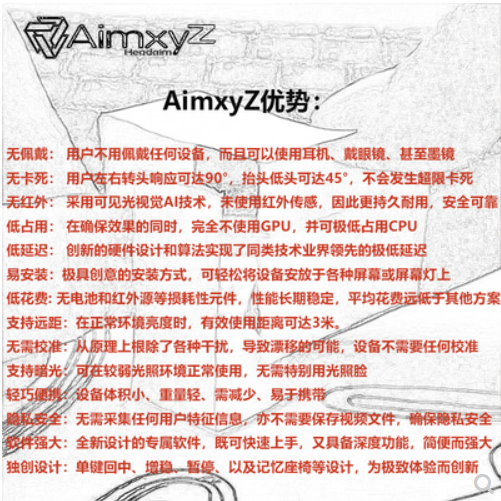 AimxyZ
Headaim
AimxyZ优势：
无佩戴： 用户不用佩戴任何设备，而且可以使用耳机、戴眼镜、甚至墨镜
无卡死： 用户左右转头响应可达90°，抬头低头可达45°，不会发生超限卡死
无红外： 采用可见光视觉AI技术，未使用红外传感，因此更持久耐用，安全可靠
低占用： 在确保效果的同时，完全不使用GPU，并可极低占用CPU
低延迟： 创新的硬件设计和算法实现了同类技术业界领先的极低延迟
易安装：极具创意的安装方式，可轻松将设备安放于各种屏幕或屏幕灯上
低花费: 无电池和红外源等损耗性元件，性能长期稳定，平均花费远低于其他方案
支持远距：在正常环境亮度时，有效使用距离可达3米。
无需校准：从原理上根除了各种干扰，导致漂移的可能，设备不需要任何校准
支持暗光：可在较弱光照环境正常使用，无需特别用光照脸
轻巧便携：设备体积小、重量轻、需减少、易于携带
隐私安全：无需采集任何用户特征信息，亦不需要保存视频文件，确保隐私安全
软件强大：全新设计的专属软件，既可快速上手，又具备深度功能，简便而强大
独创设计：单键回中、增稳、暂停、以及记忆座椅等设计，为极致体验而创新